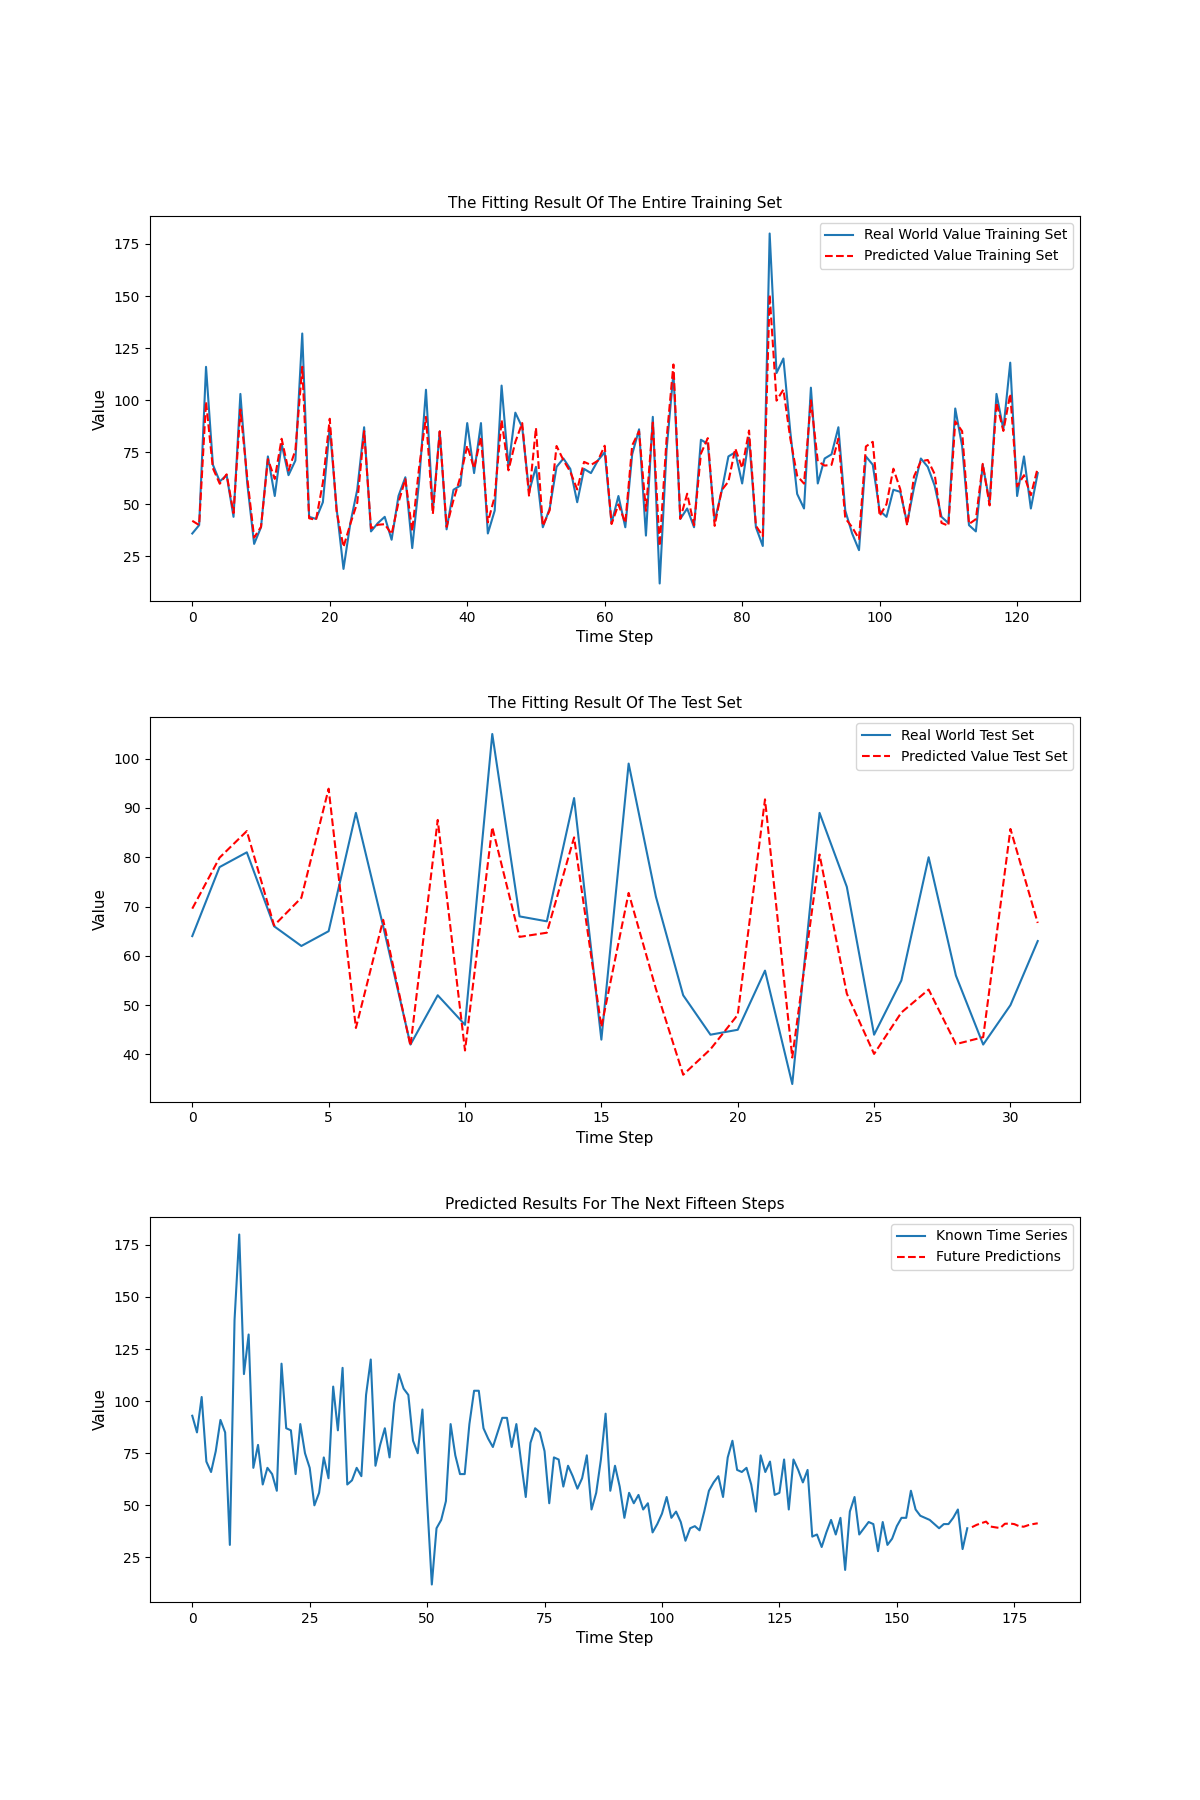 The Fitting Result Of The Entire Training Set
175
150
125
100
75
50
25
Value
Real World Value Training Set
Predicted Value Training Set
0 20 40 60 80 100 120
Time Step
The Fitting Result Of The Test Set
100
90
80
70
60
50
40
Value
Real World Test Set
Predicted Value Test Set
0 5 10 15 20 25 30
Time Step
Predicted Results For The Next Fifteen Steps
175
150
125
100
75
50
25
Value
Known Time Series
Future Predictions
0 25 50 75 100 125 150 175
Time Step